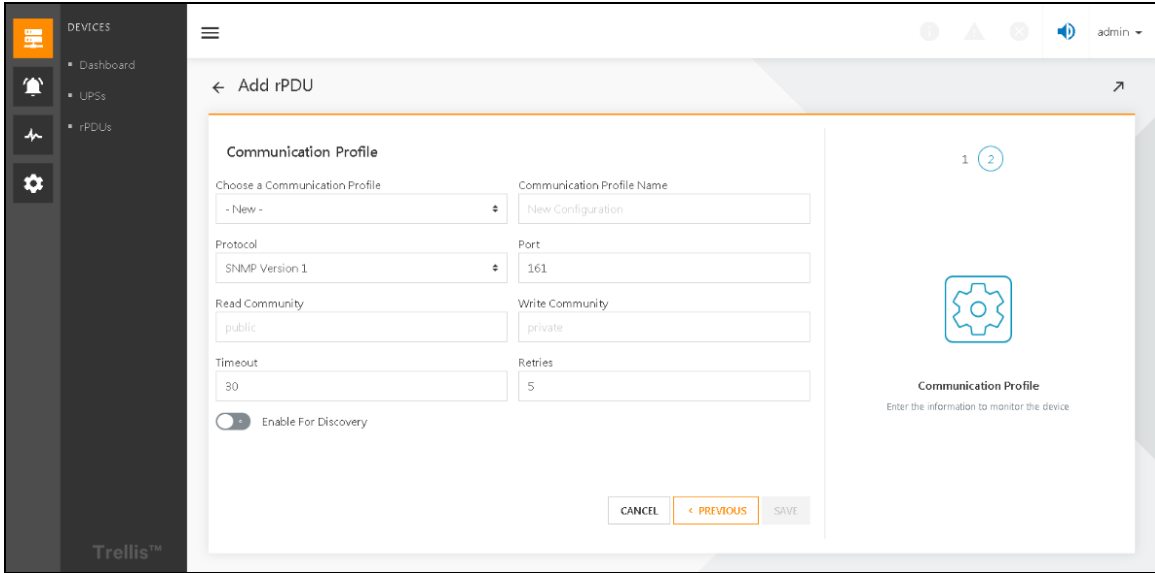 DEVICES
Dashboard
UPSs
rPDUs
Trellis™
admin
Add rPDU
Communication Profile
Choose a Communication Profile
Communication Profile Name
- New -
New Configuration
Protocol
Port
SNMP Version 1
161
Read Community
Write Community
public
private
Timeout
Retries
30
5
Enable For Discovery
CANCEL
< PREVIOUS
SAVE
1 2
Communication Profile
Enter the information to monitor the device